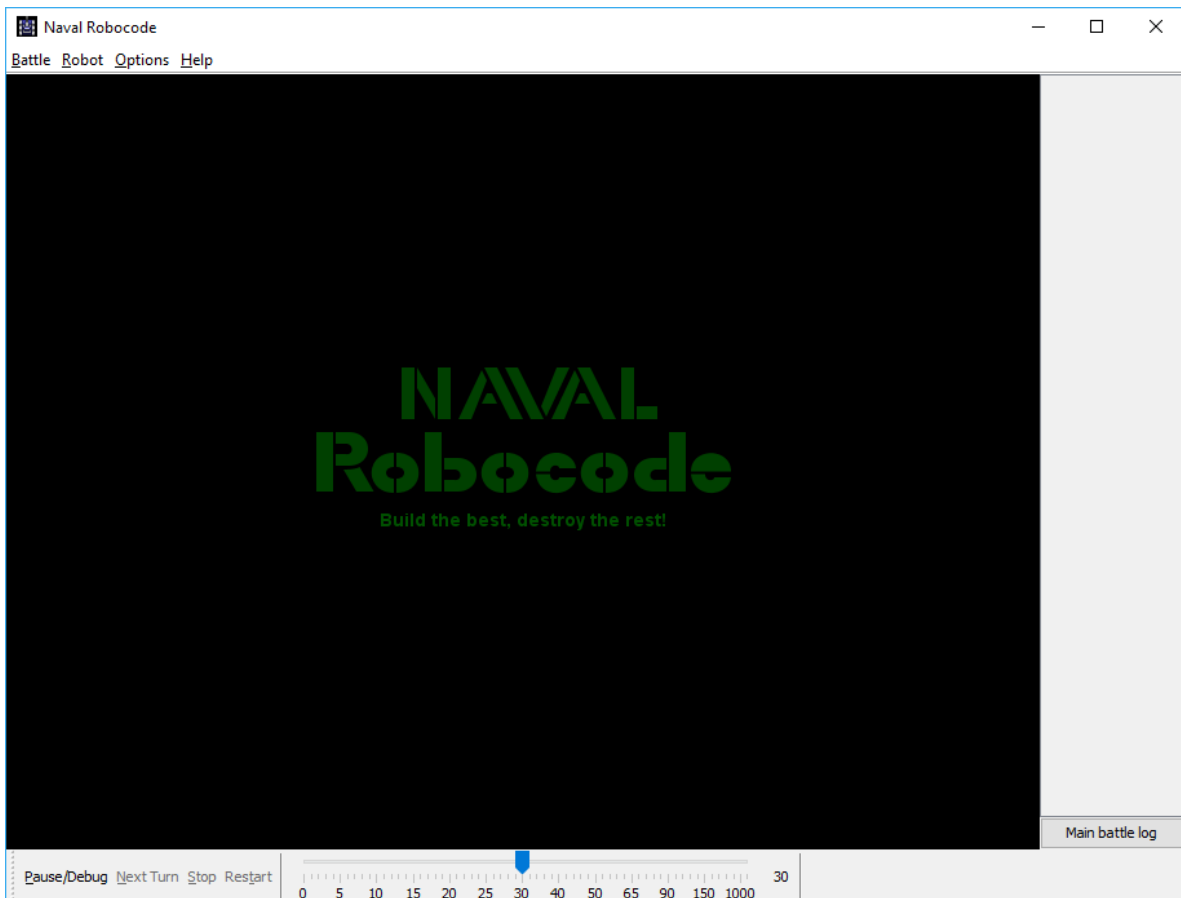 Naval Robocode
Battle Robot Options Help
NAVAL
Robocode
Build the best, destroy the rest!
Main battle log
Pause/Debug Next Turn Stop Restart 30
0 5 10 15 20 25 30 40 50 65 90 150 1000